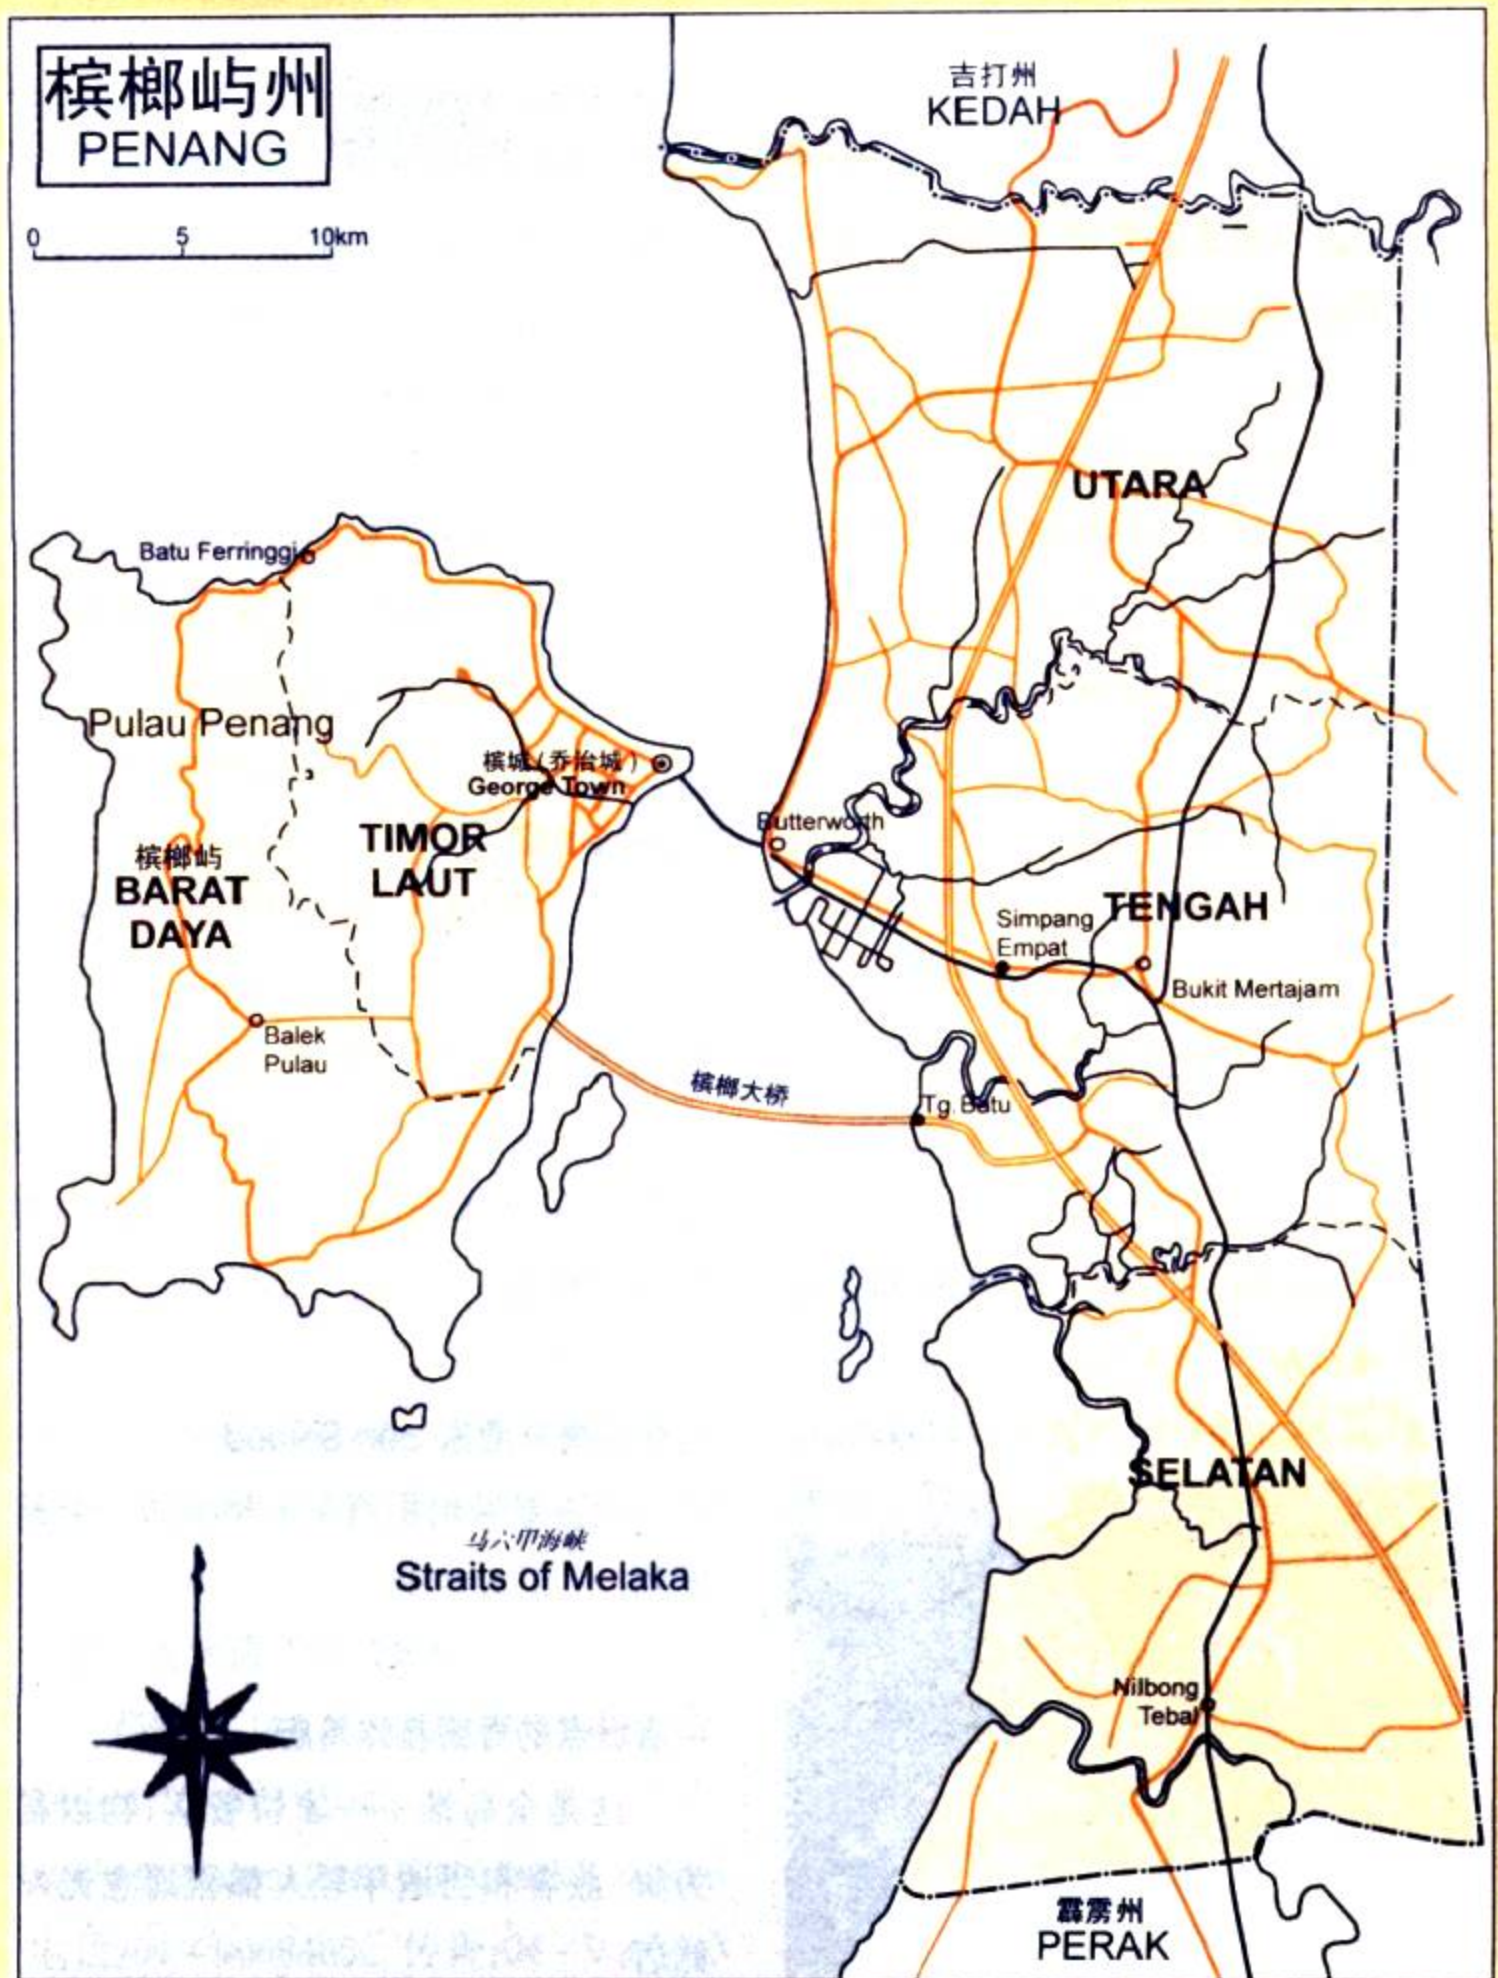 槟榔屿州
PENANG
0 5 10km
吉打州
KEDAH
UTARA
Batu Ferringgi
Pulau Penang
槟城(乔治城)
George Town
槟榔屿
BARAT
DAYA
TIMOR
LAUT
Balek
Pulau
Butterworth
TENGAH
Simpang
Empat
Bukit Mertajam
槟榔大桥
Tg. Batu
SELATAN
马六甲海峡
Straits of Melaka
Nilbong
Tebal
霹雳州
PERAK